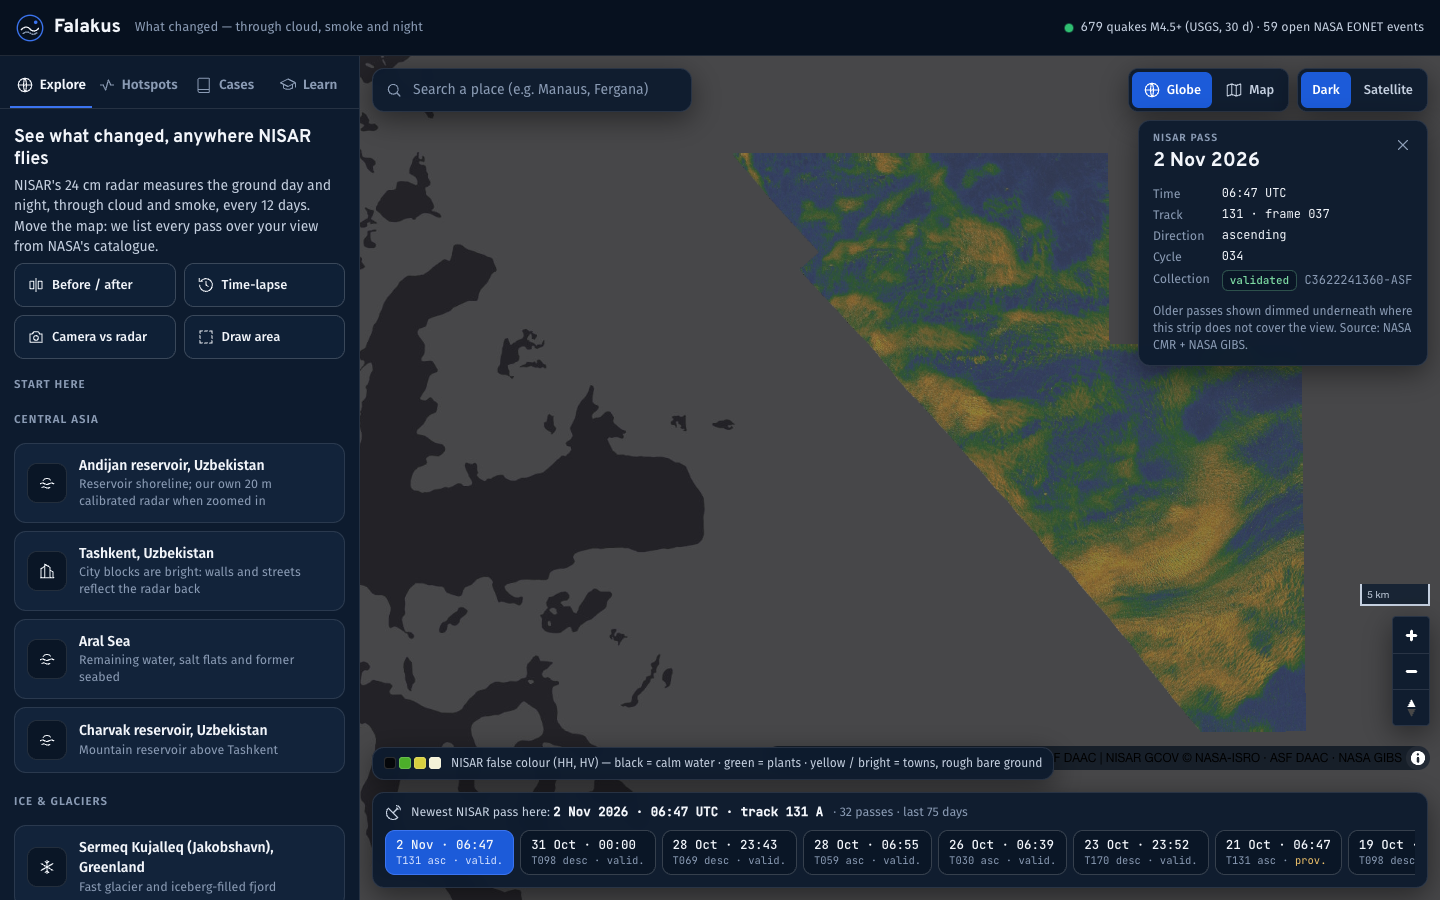 Falakus
What changed — through cloud, smoke and night
679 quakes M4.5+ (USGS, 30 d) · 59 open NASA EONET events
Explore
Hotspots
Cases
Learn
See what changed, anywhere NISAR
flies
NISAR's 24 cm radar measures the ground day and
night, through cloud and smoke, every 12 days.
Move the map: we list every pass over your view
from NASA's catalogue.
Before / after
Time-lapse
Camera vs radar
Draw area
START HERE
CENTRAL ASIA
Andijan reservoir, Uzbekistan
Reservoir shoreline; our own 20 m
calibrated radar when zoomed in
Tashkent, Uzbekistan
City blocks are bright: walls and streets
reflect the radar back
Aral Sea
Remaining water, salt flats and former
seabed
Charvak reservoir, Uzbekistan
Mountain reservoir above Tashkent
ICE & GLACIERS
Sermeq Kujalleq (Jakobshavn),
Greenland
Fast glacier and iceberg-filled fjord
Search a place (e.g. Manaus, Fergana)
Globe
Map
Dark
Satellite
NISAR PASS
2 Nov 2026
Time 06:47 UTC
Track 131 · frame 037
Direction ascending
Cycle 034
Collection validated C3622241360-ASF
Older passes shown dimmed underneath where
this strip does not cover the view. Source: NASA
CMR + NASA GIBS.
5 km
NISAR false colour (HH, HV) — black = calm water · green = plants · yellow / bright = towns, rough bare ground
F DAAC | NISAR GCOV © NASA-ISRO · ASF DAAC · NASA GIBS
Newest NISAR pass here: 2 Nov 2026 · 06:47 UTC · track 131 A · 32 passes · last 75 days
2 Nov · 06:47
T131 asc · valid.
31 Oct · 00:00
T098 desc · valid.
28 Oct · 23:43
T069 desc · valid.
28 Oct · 06:55
T059 asc · valid.
26 Oct · 06:39
T030 asc · valid.
23 Oct · 23:52
T170 desc · valid.
21 Oct · 06:47
T131 asc · prov.
19 Oct ·
T098 desc